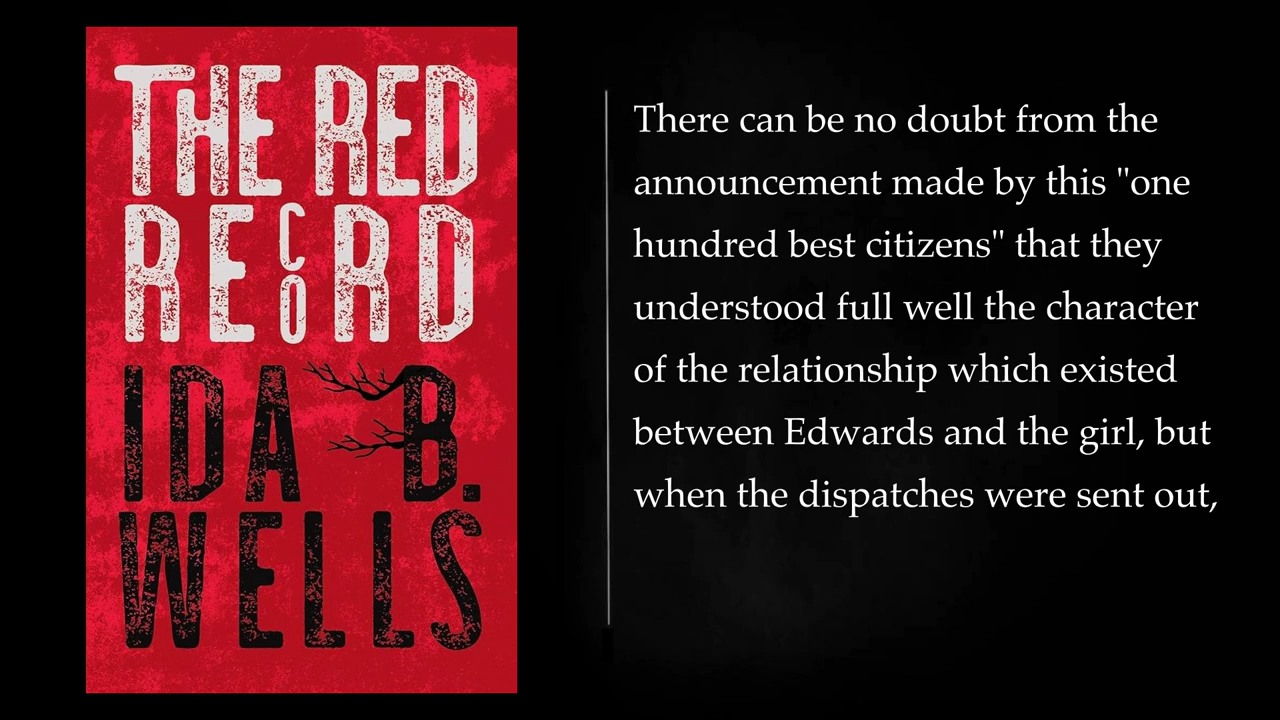 THE RED
RECORD
IDA B.
WELLS
There can be no doubt from the
announcement made by this "one
hundred best citizens" that they
understood full well the character
of the relationship which existed
between Edwards and the girl, but
when the dispatches were sent out,